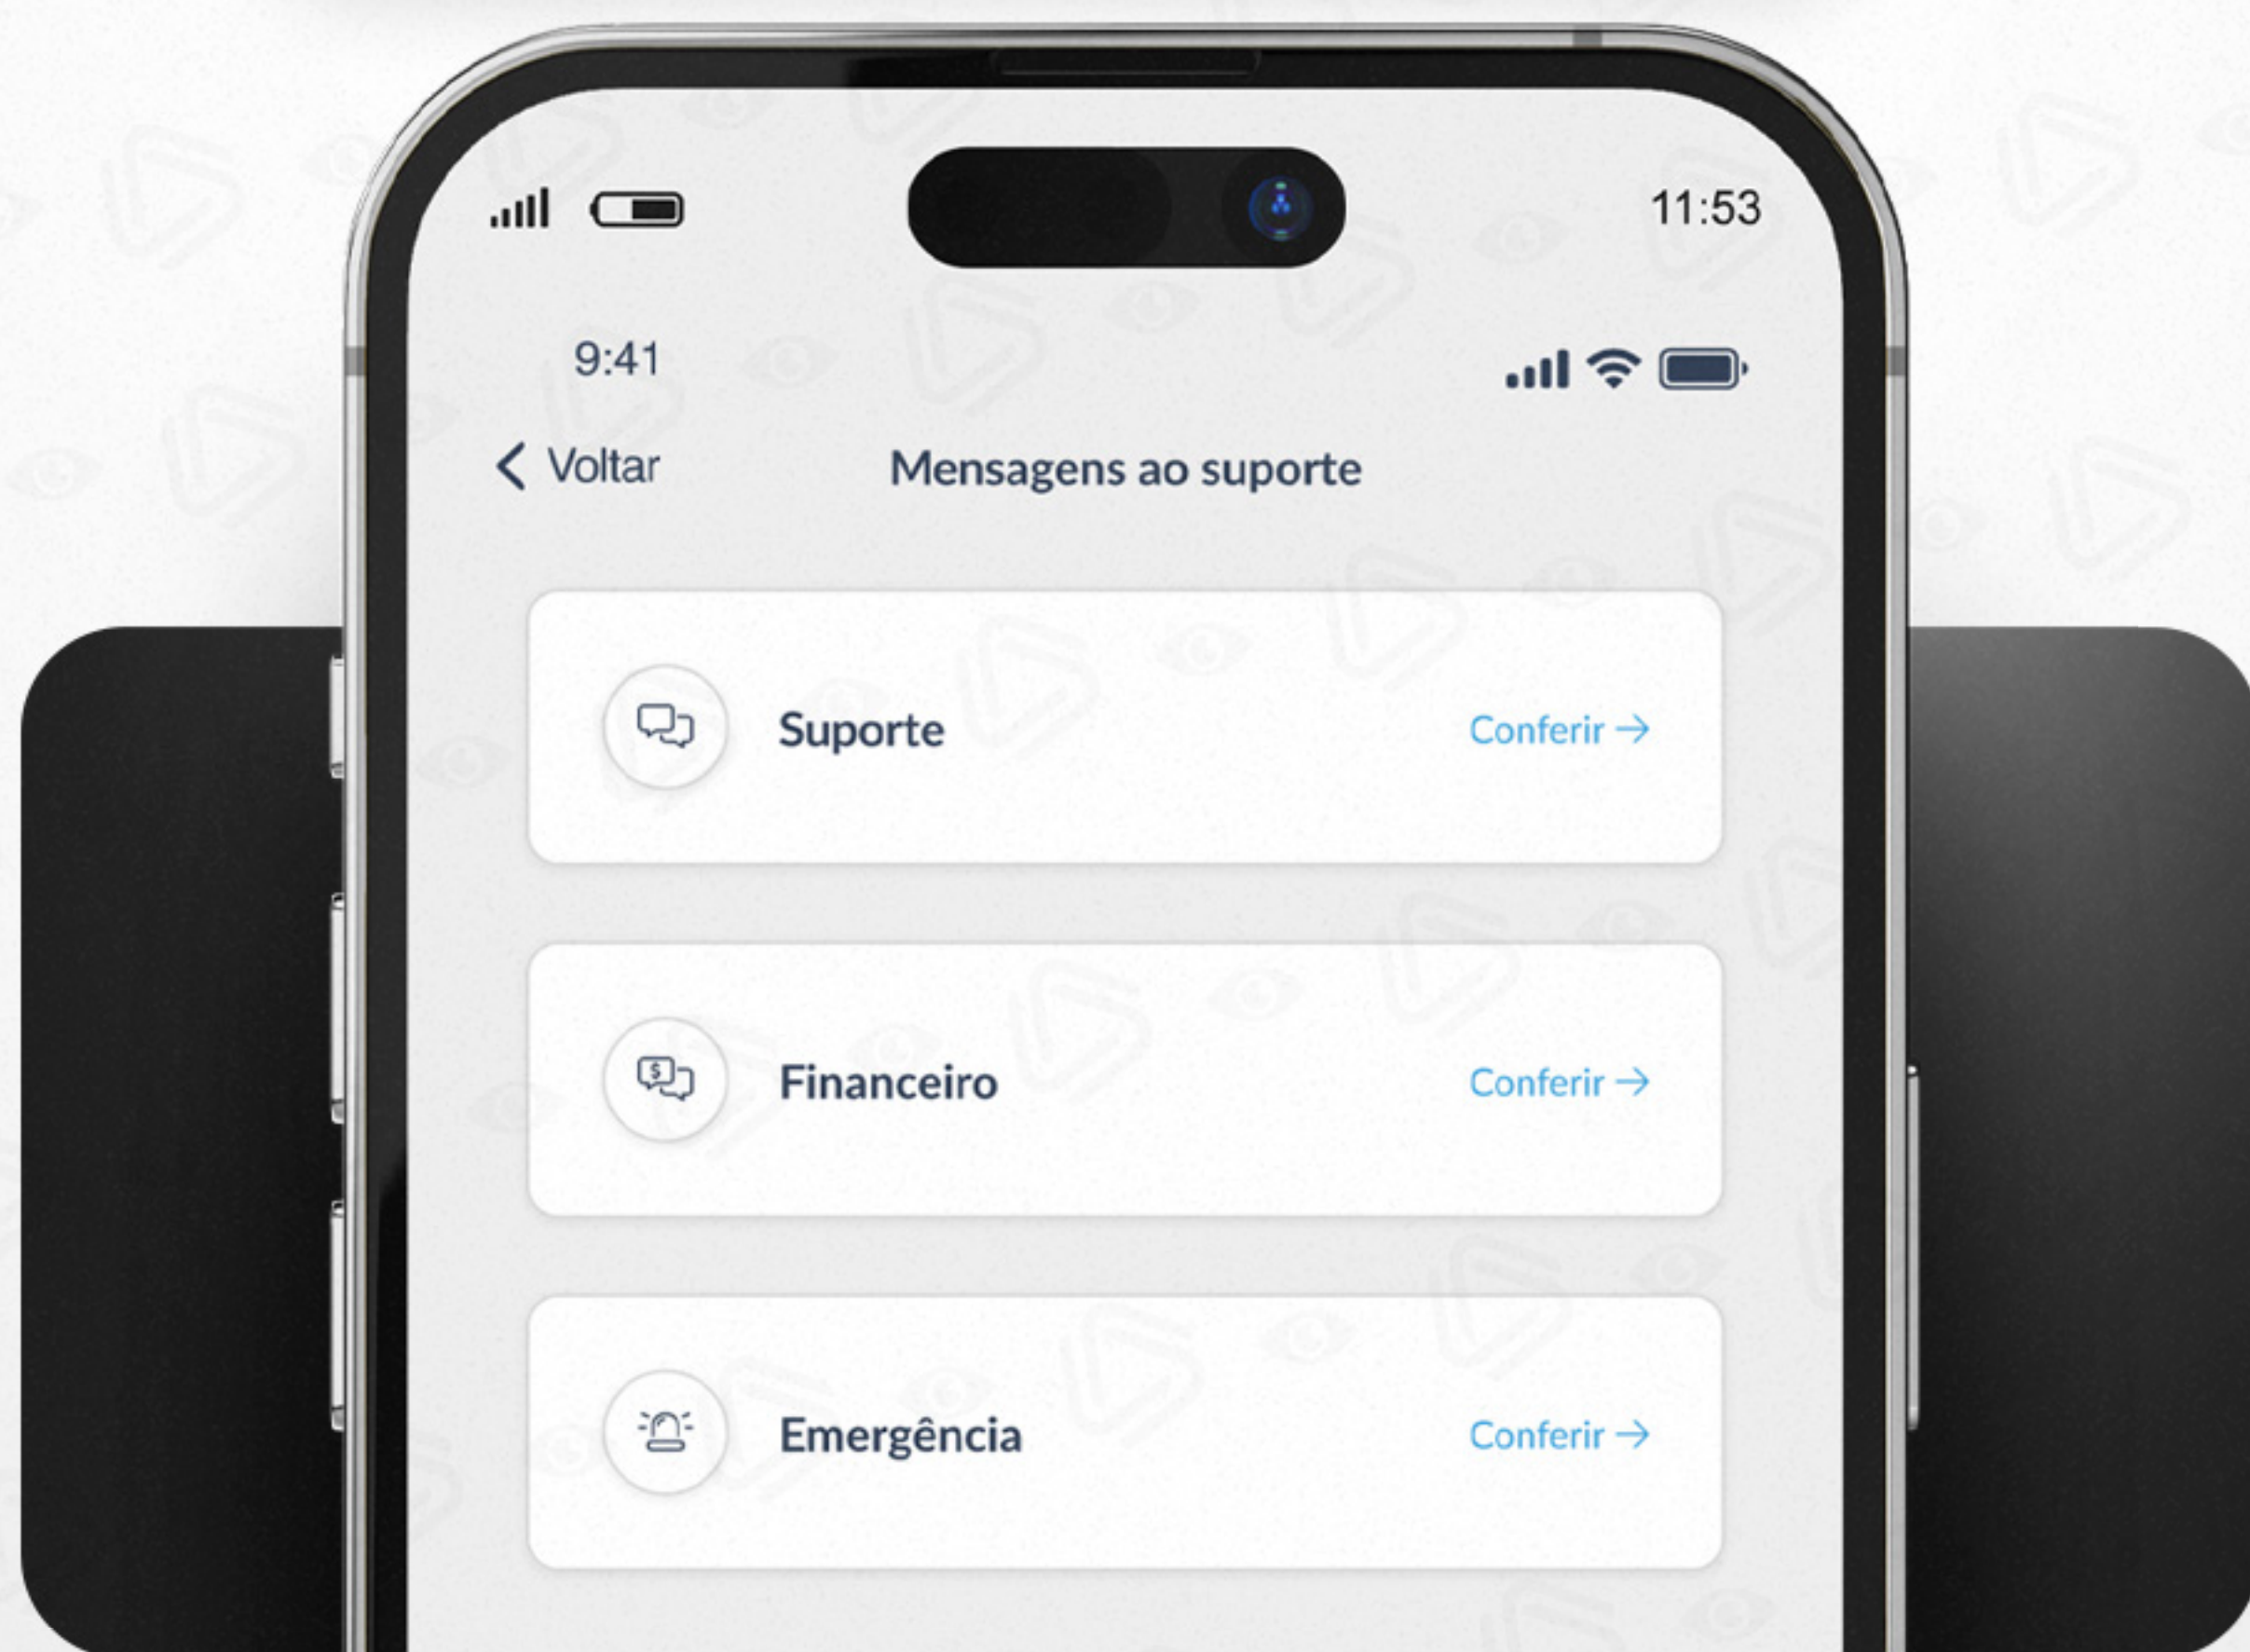 11:53
9:41
Voltar
Mensagens ao suporte
Suporte
Conferir →
Financeiro
Conferir →
Emergência
Conferir →